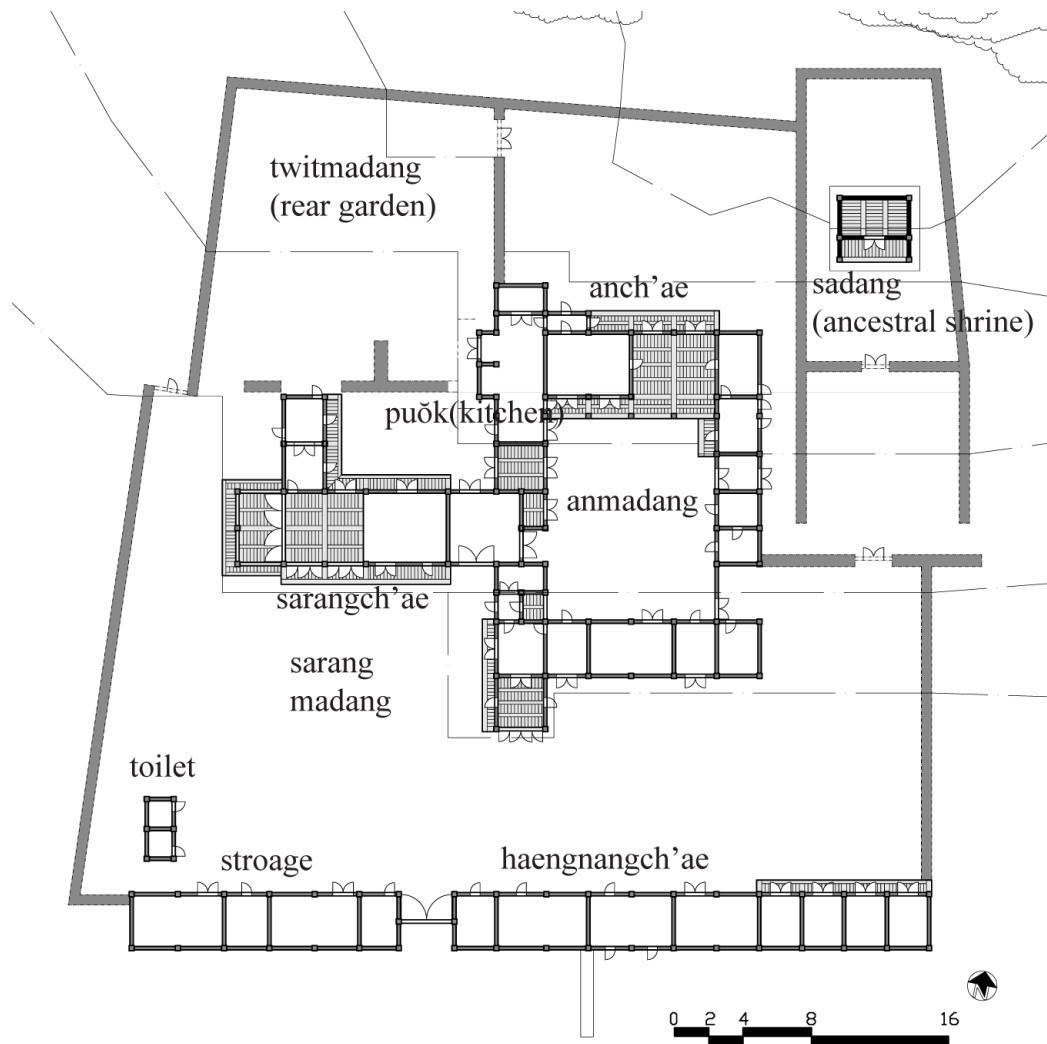 twitmadang
(rear garden)
anch’ae
sadang
(ancestral shrine)
puŏk(kitchen)
anmadang
sarangch’ae
sarang
madang
toilet
stroage
haengnangch’ae
N
0 2 4 8 16